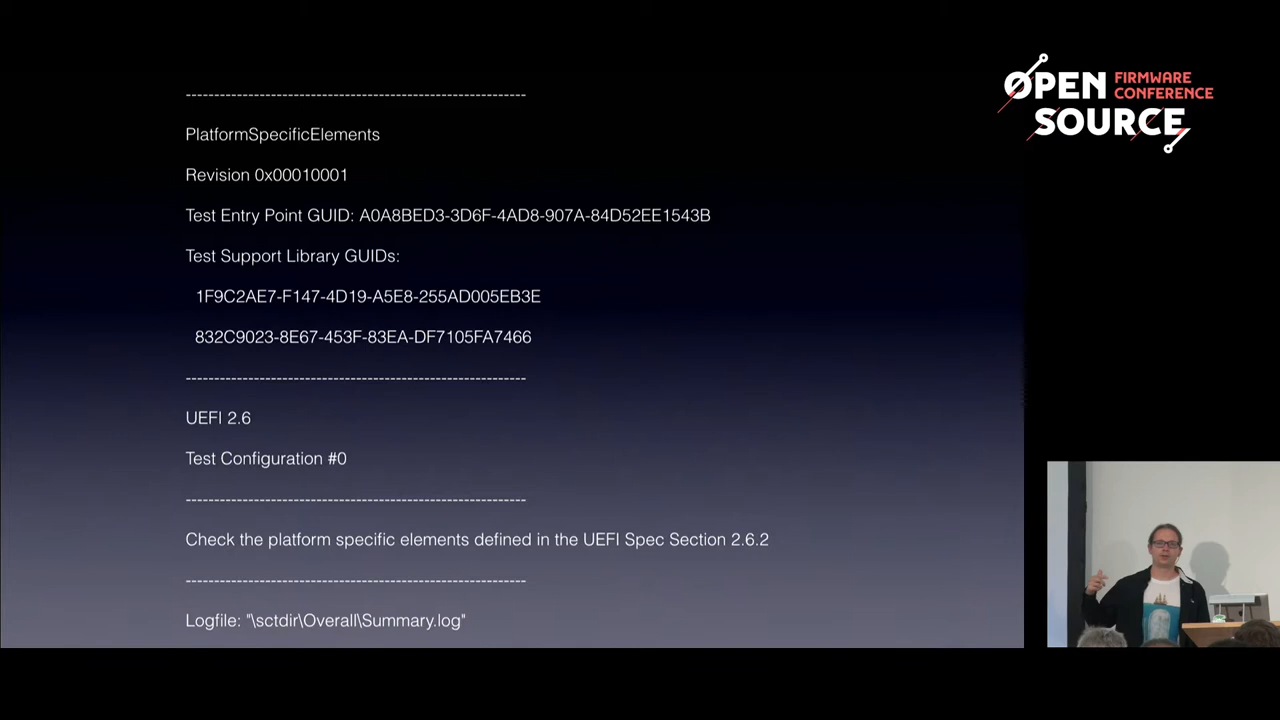 OPEN FIRMWARE
CONFERENCE
SOURCE
------------------------------------------------------------
PlatformSpecificElements
Revision 0x00010001
Test Entry Point GUID: A0A8BED3-3D6F-4AD8-907A-84D52EE1543B
Test Support Library GUIDs:
1F9C2AE7-F147-4D19-A5E8-255AD005EB3E
832C9023-8E67-453F-83EA-DF7105FA7466
------------------------------------------------------------
UEFI 2.6
Test Configuration #0
------------------------------------------------------------
Check the platform specific elements defined in the UEFI Spec Section 2.6.2
------------------------------------------------------------
Logfile: "\sctdir\Overall\Summary.log"